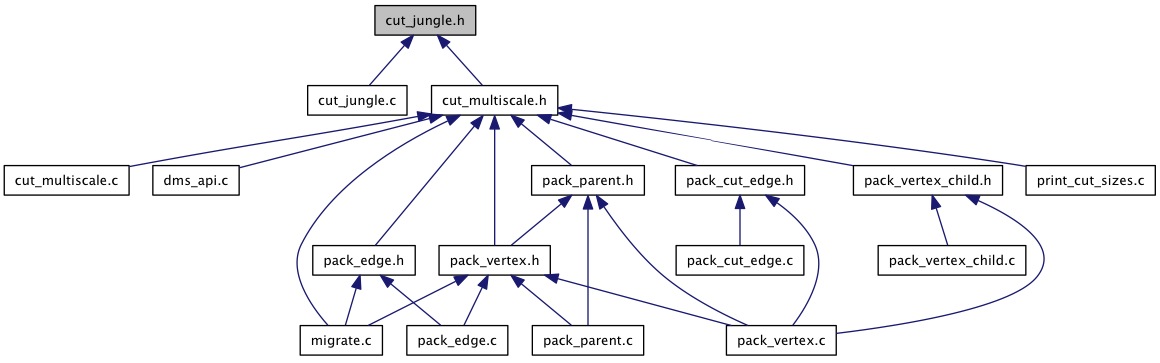 cut_jungle.h
cut_jungle.c
cut_multiscale.h
cut_multiscale.c
dms_api.c
pack_parent.h
pack_cut_edge.h
pack_vertex_child.h
print_cut_sizes.c
pack_edge.h
pack_vertex.h
pack_cut_edge.c
pack_vertex_child.c
migrate.c
pack_edge.c
pack_parent.c
pack_vertex.c